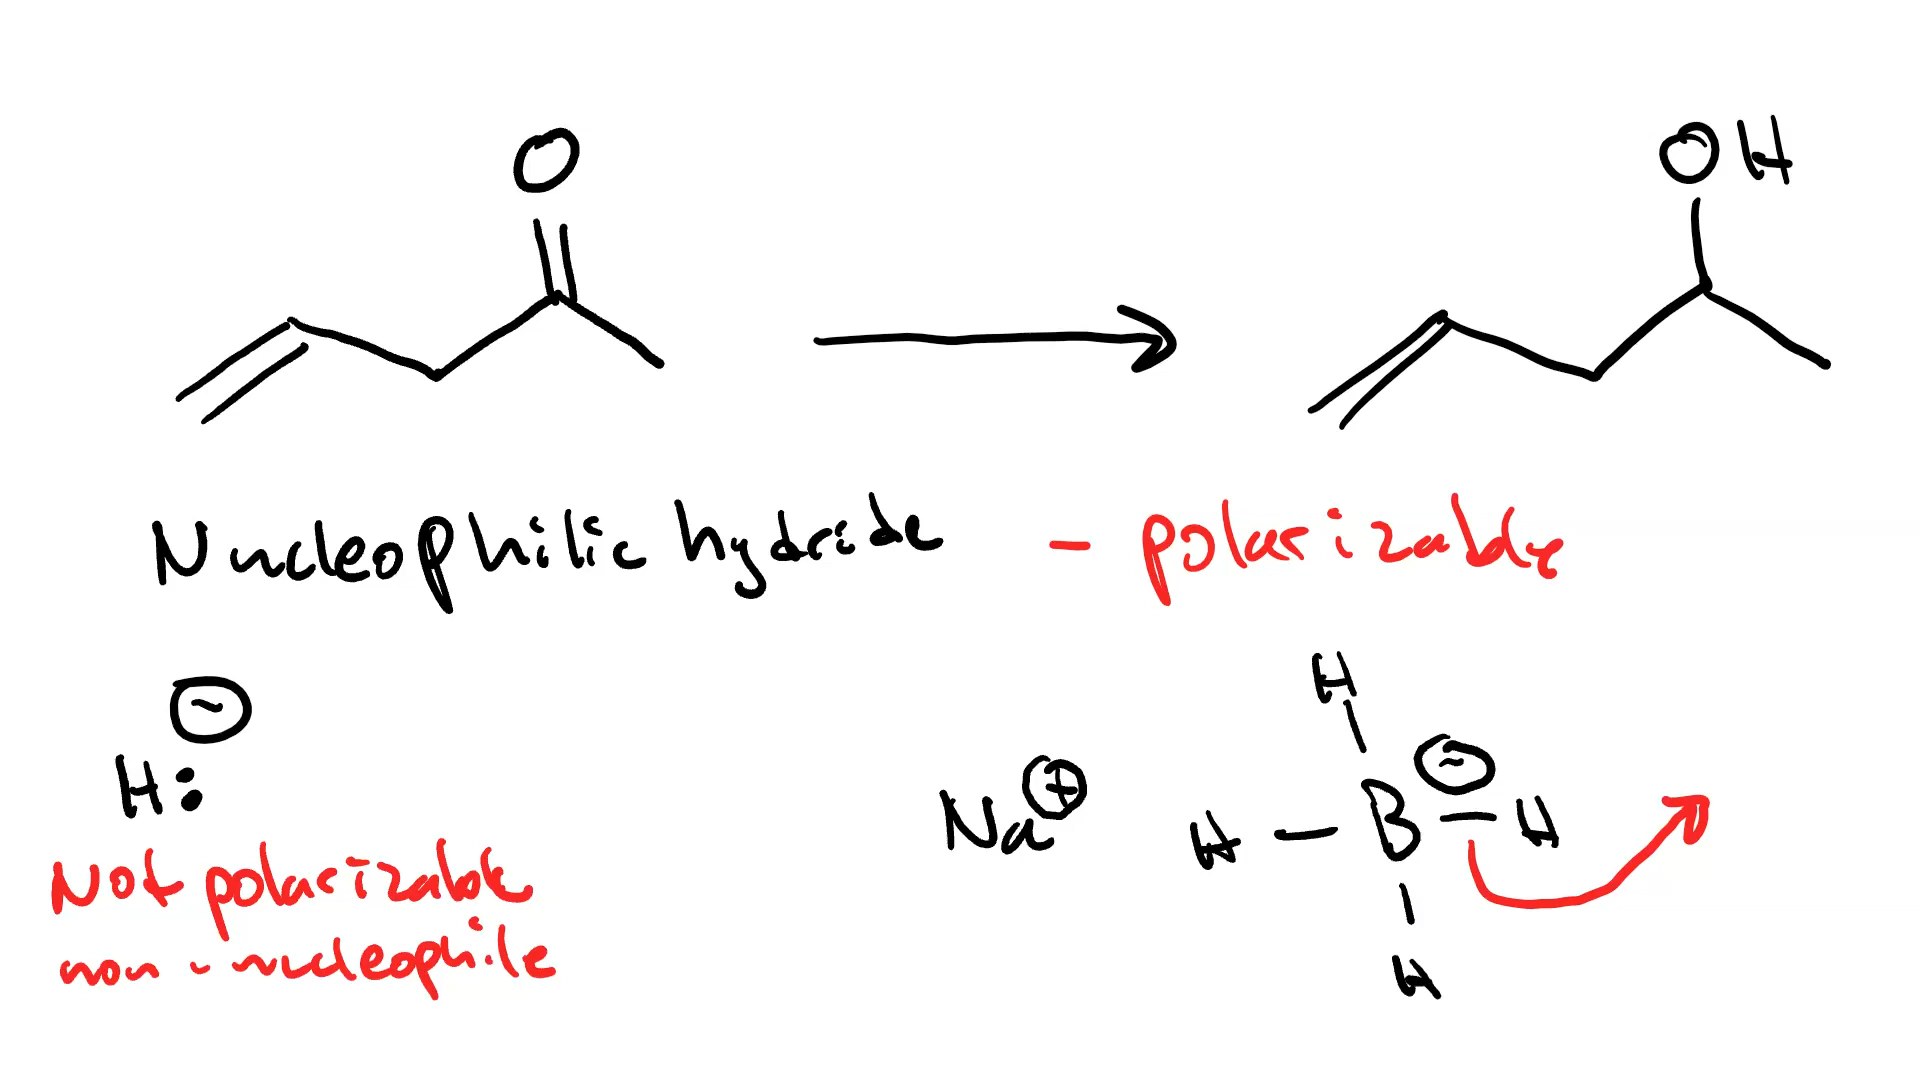 O
OH
Nucleophilic hydride - polarizable
H
H:⊖
Na⊕ H - B⊖ - H
H
Not polarizable
non-nucleophile